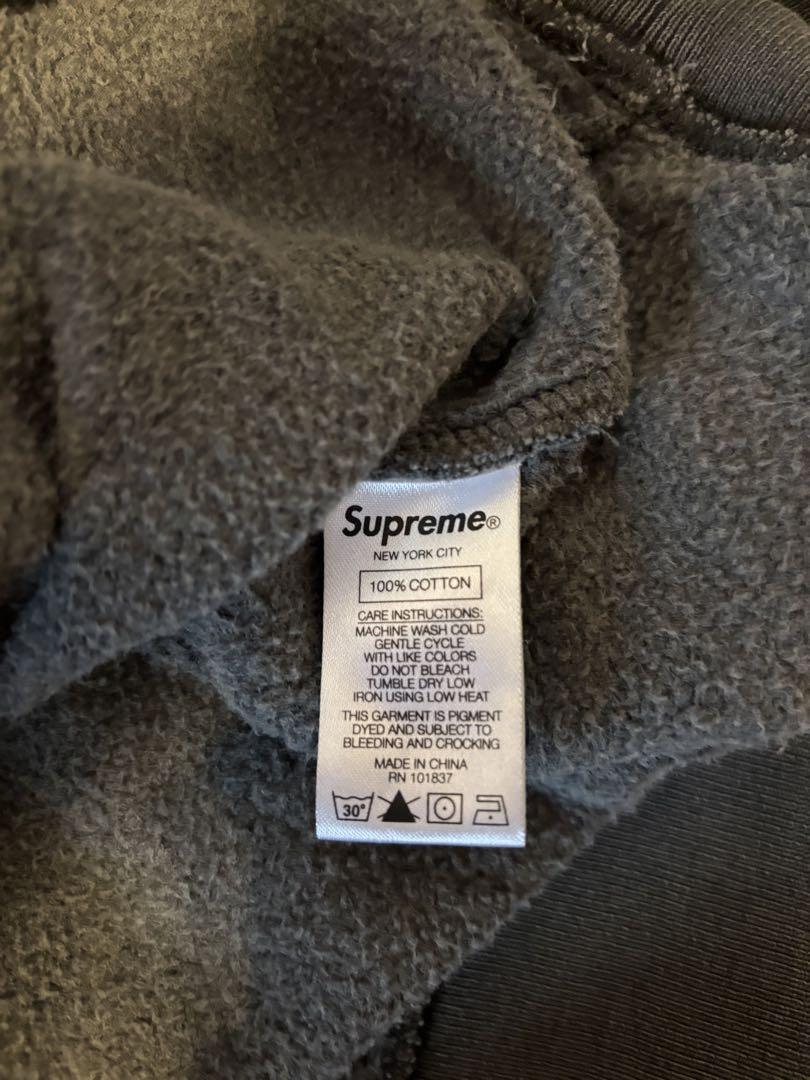 Supreme®
NEW YORK CITY
100% COTTON
CARE INSTRUCTIONS:
MACHINE WASH COLD
GENTLE CYCLE
WITH LIKE COLORS
DO NOT BLEACH
TUMBLE DRY LOW
IRON USING LOW HEAT
THIS GARMENT IS PIGMENT
DYED AND SUBJECT TO
BLEEDING AND CROCKING
MADE IN CHINA
RN 101837
30°